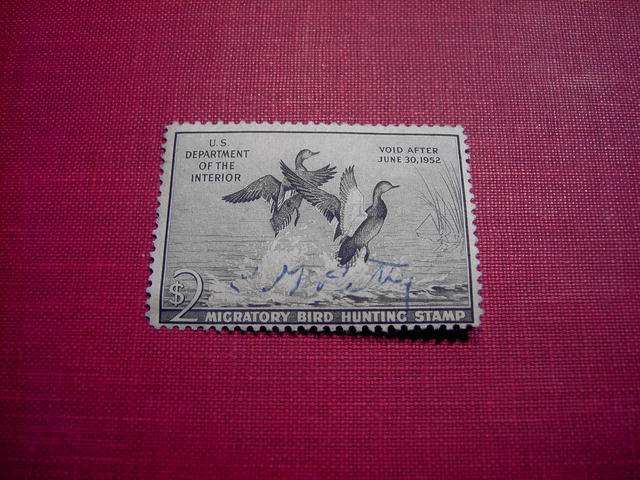 U.S.
DEPARTMENT
OF THE
INTERIOR
VOID AFTER
JUNE 30, 1952
$2
MIGRATORY BIRD HUNTING STAMP